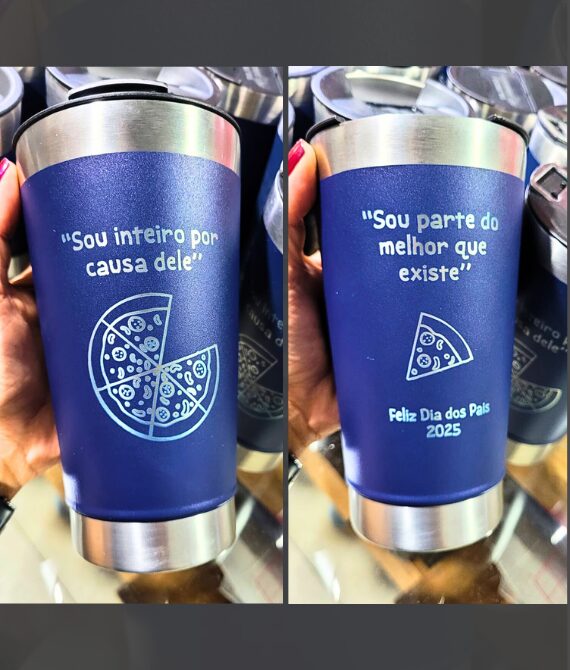 "Sou inteiro por
causa dele"
"Sou parte do
melhor que
existe"
Feliz Dia dos Pais
2025